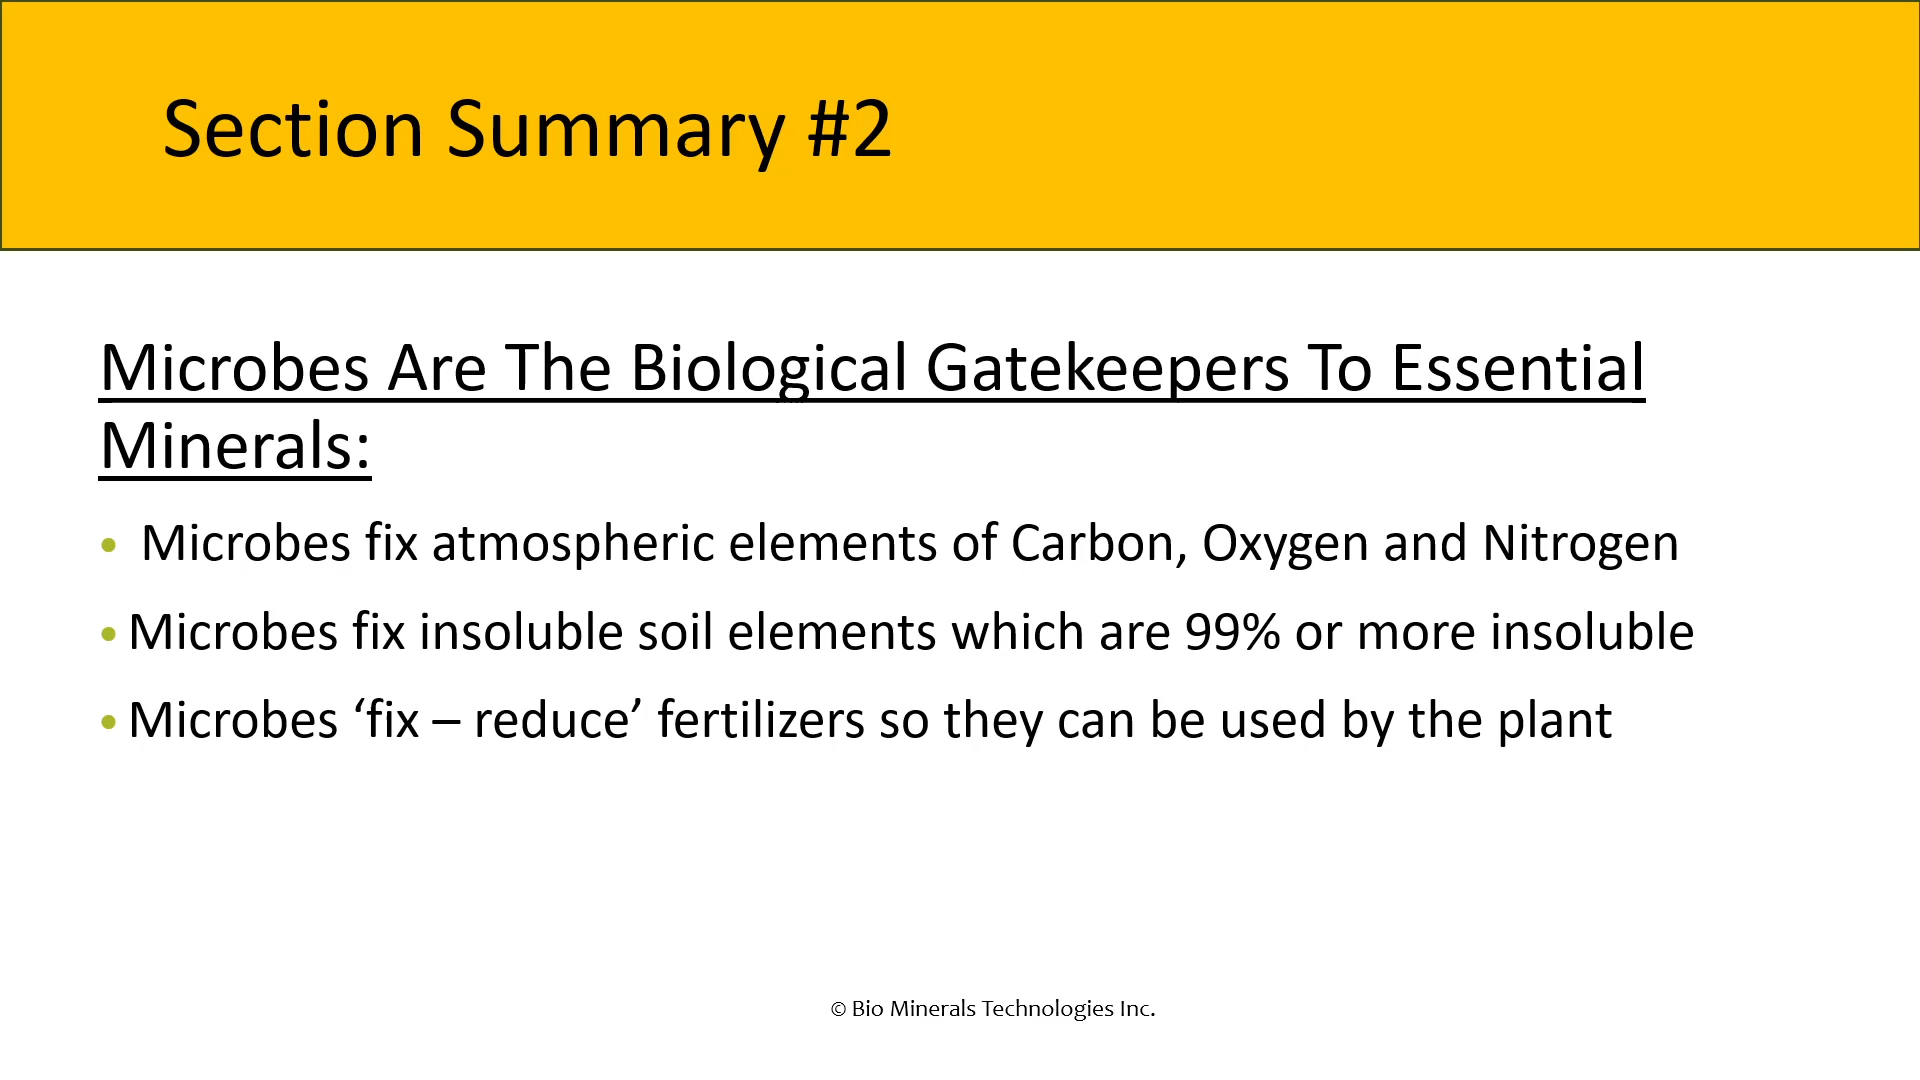 Section Summary #2
Microbes Are The Biological Gatekeepers To Essential
Minerals:
• Microbes fix atmospheric elements of Carbon, Oxygen and Nitrogen
• Microbes fix insoluble soil elements which are 99% or more insoluble
• Microbes ‘fix – reduce’ fertilizers so they can be used by the plant
© Bio Minerals Technologies Inc.